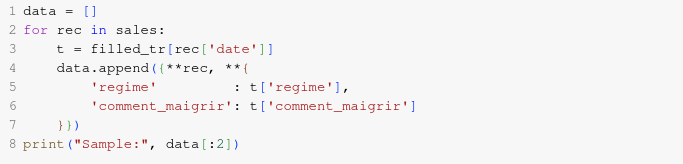 1 data = []
2 for rec in sales:
3     t = filled_tr[rec['date']]
4     data.append({**rec, **{
5         'regime'         : t['regime'],
6         'comment_maigrir': t['comment_maigrir']
7     }})
8 print("Sample:", data[:2])